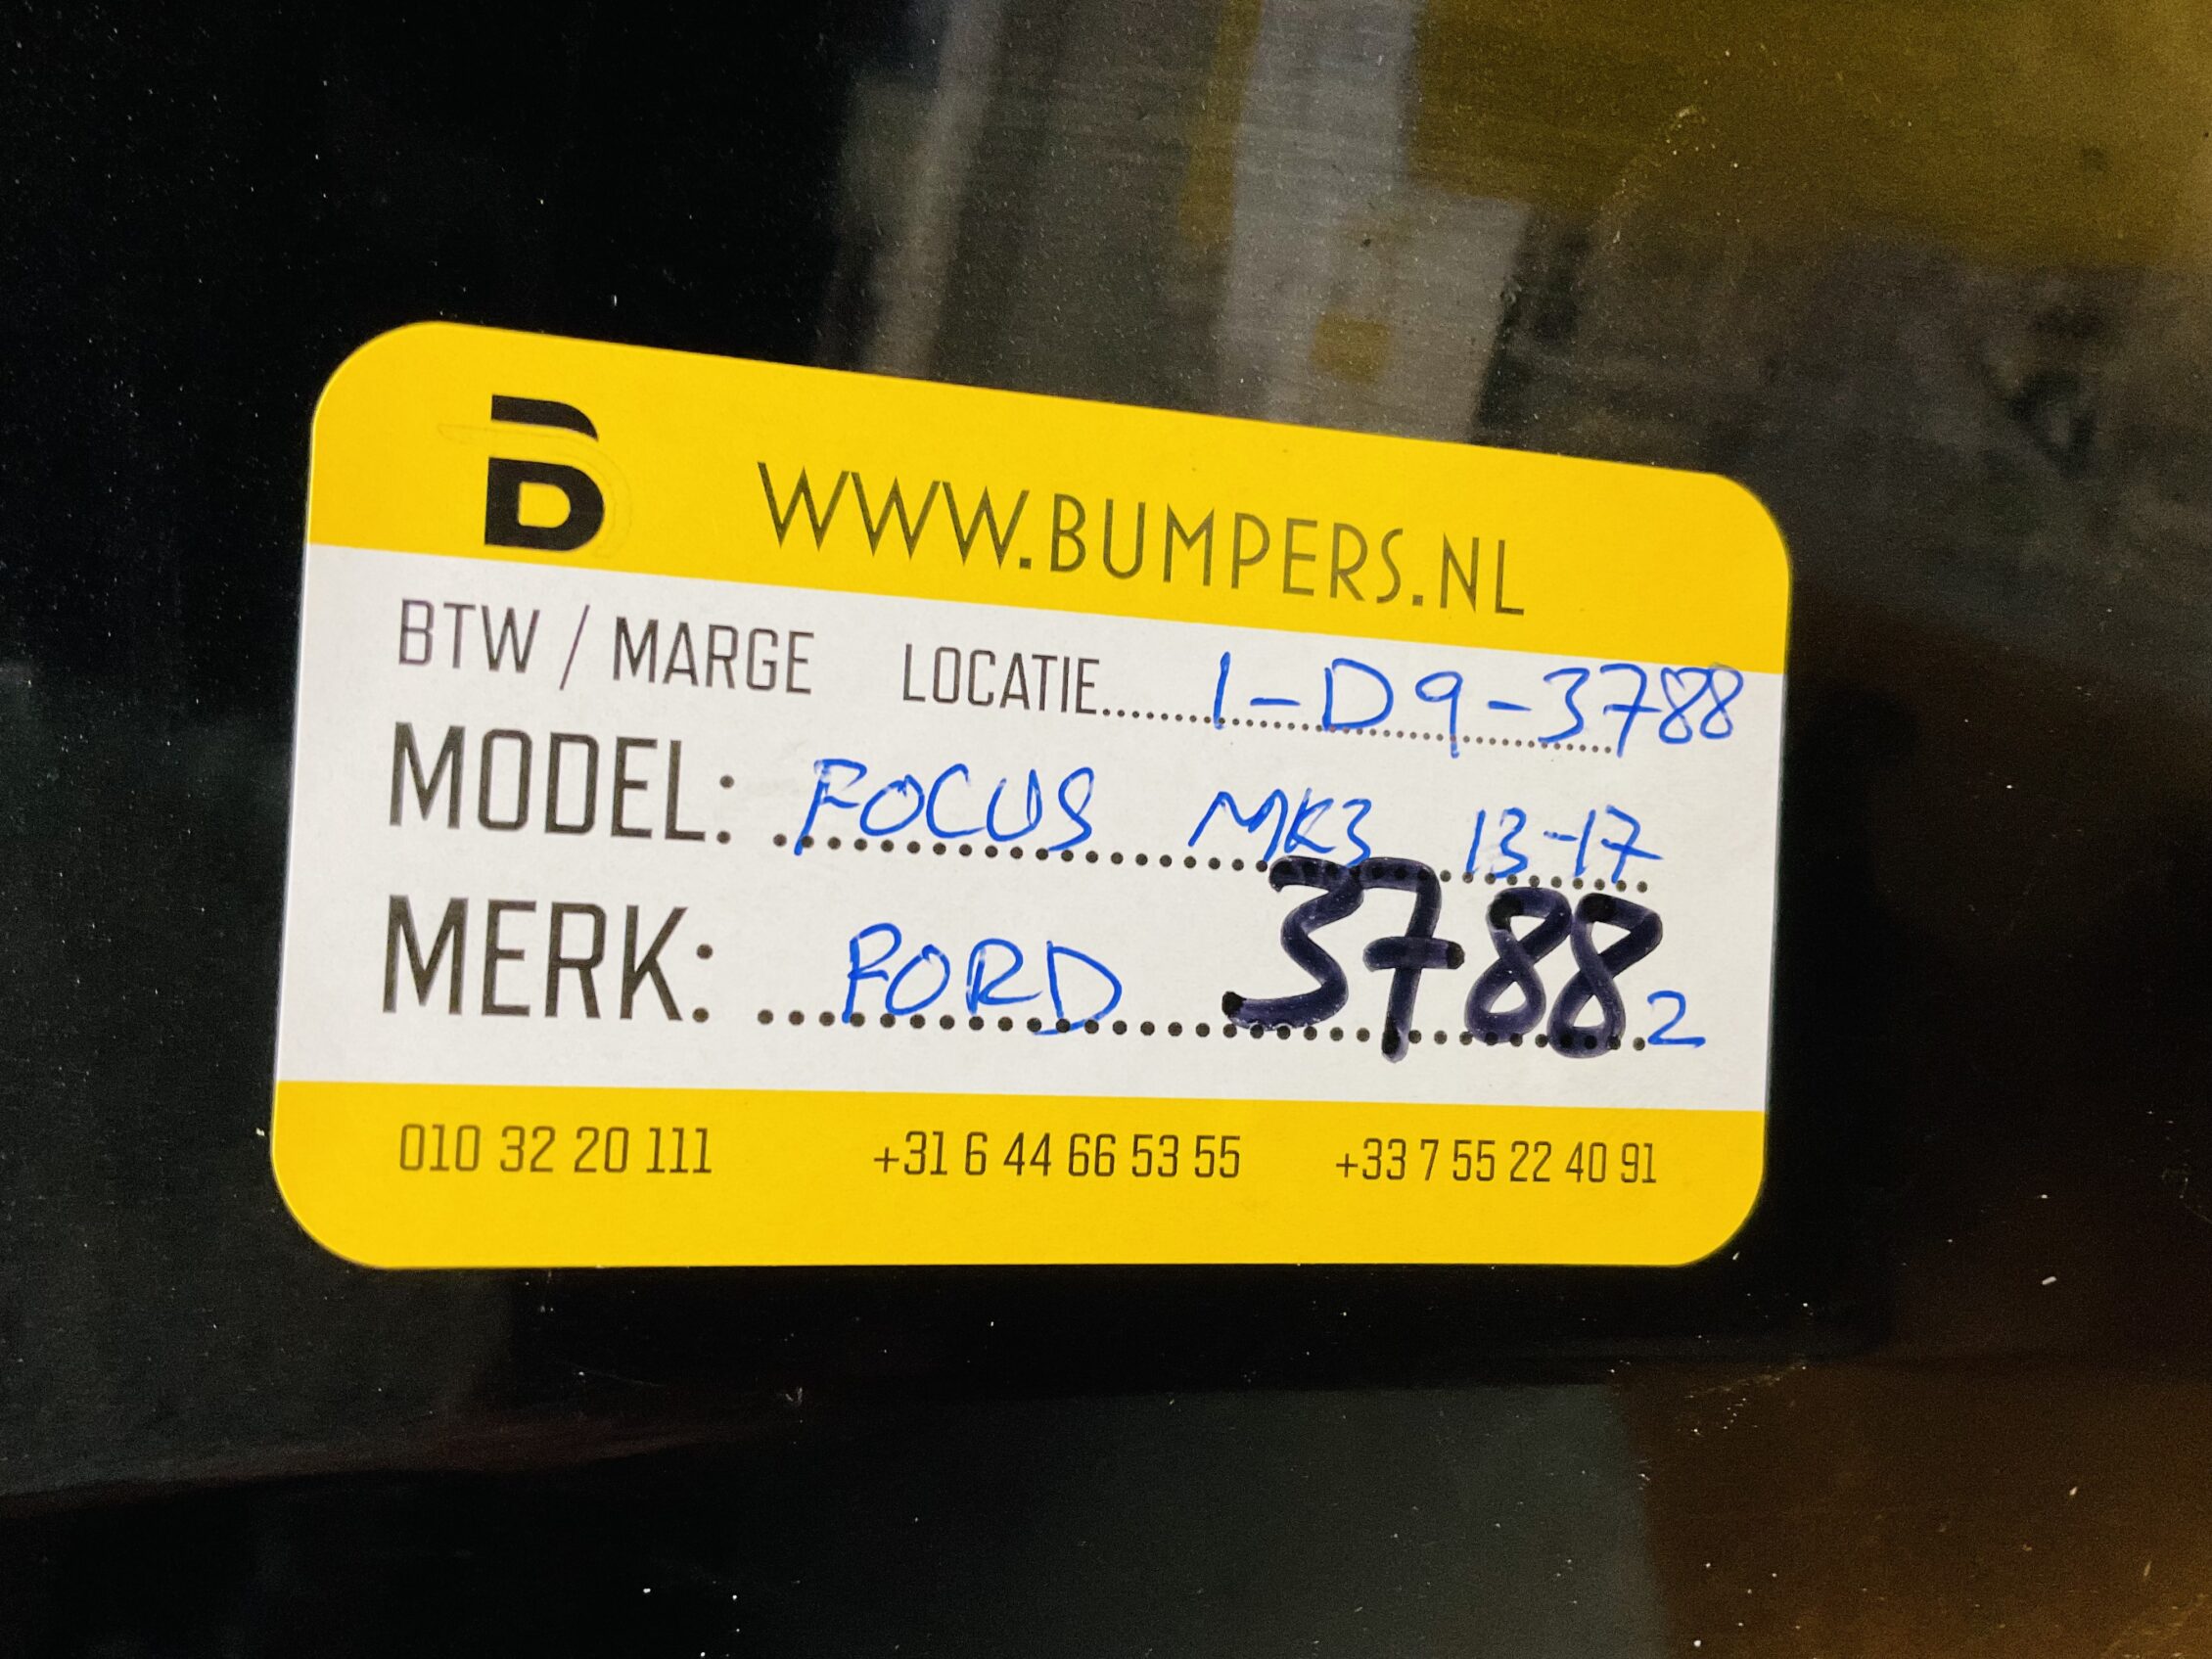 B WWW.BUMPERS.NL
BTW / MARGE LOCATIE........ 1-D9-3788
MODEL: FOCUS MK3 13-17
MERK: FORD 3788 2
010 32 20 111 +31 6 44 66 53 55 +33 7 55 22 40 91